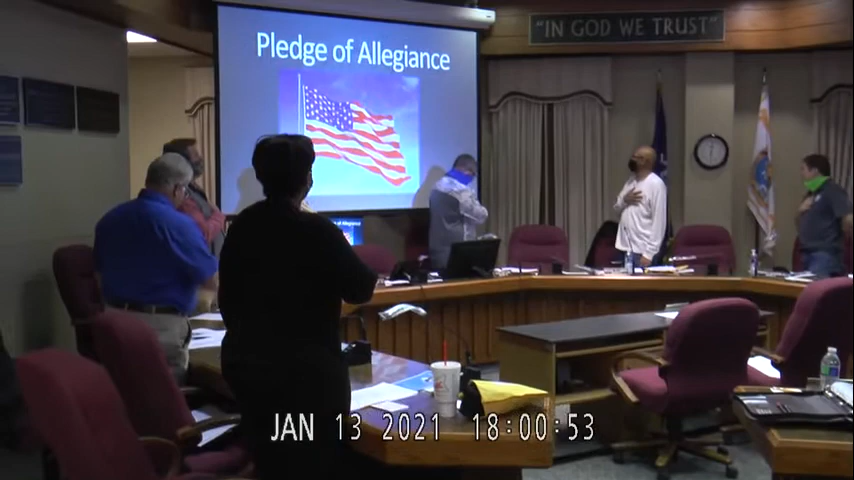 "IN GOD WE TRUST"
Pledge of Allegiance
JAN 13 2021 18:00:53